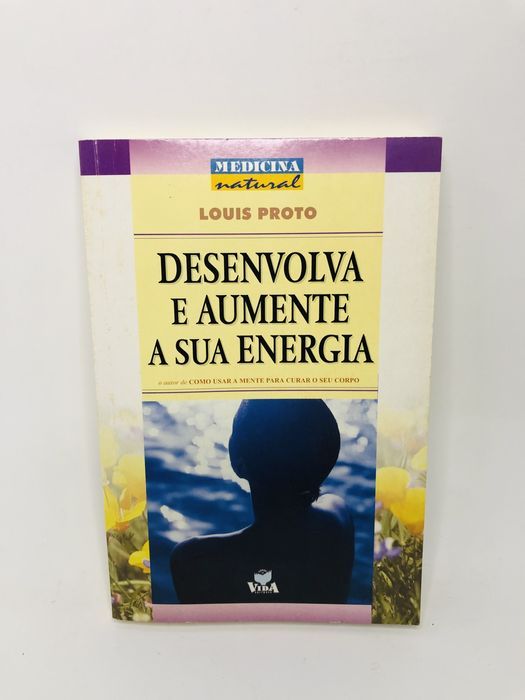 MEDICINA
natural
LOUIS PROTO
DESENVOLVA
E AUMENTE
A SUA ENERGIA
o autor de COMO USAR A MENTE PARA CURAR O SEU CORPO
VIDA